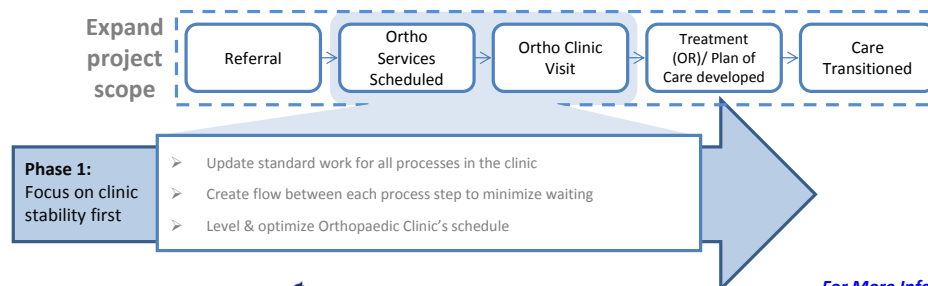 Expand
project
scope
Referral
Ortho
Services
Scheduled
Ortho Clinic
Visit
Treatment
(OR)/ Plan of
Care developed
Care
Transitioned
Phase 1:
Focus on clinic
stability first
➢ Update standard work for all processes in the clinic
➢ Create flow between each process step to minimize waiting
➢ Level & optimize Orthopaedic Clinic's schedule
For More Info